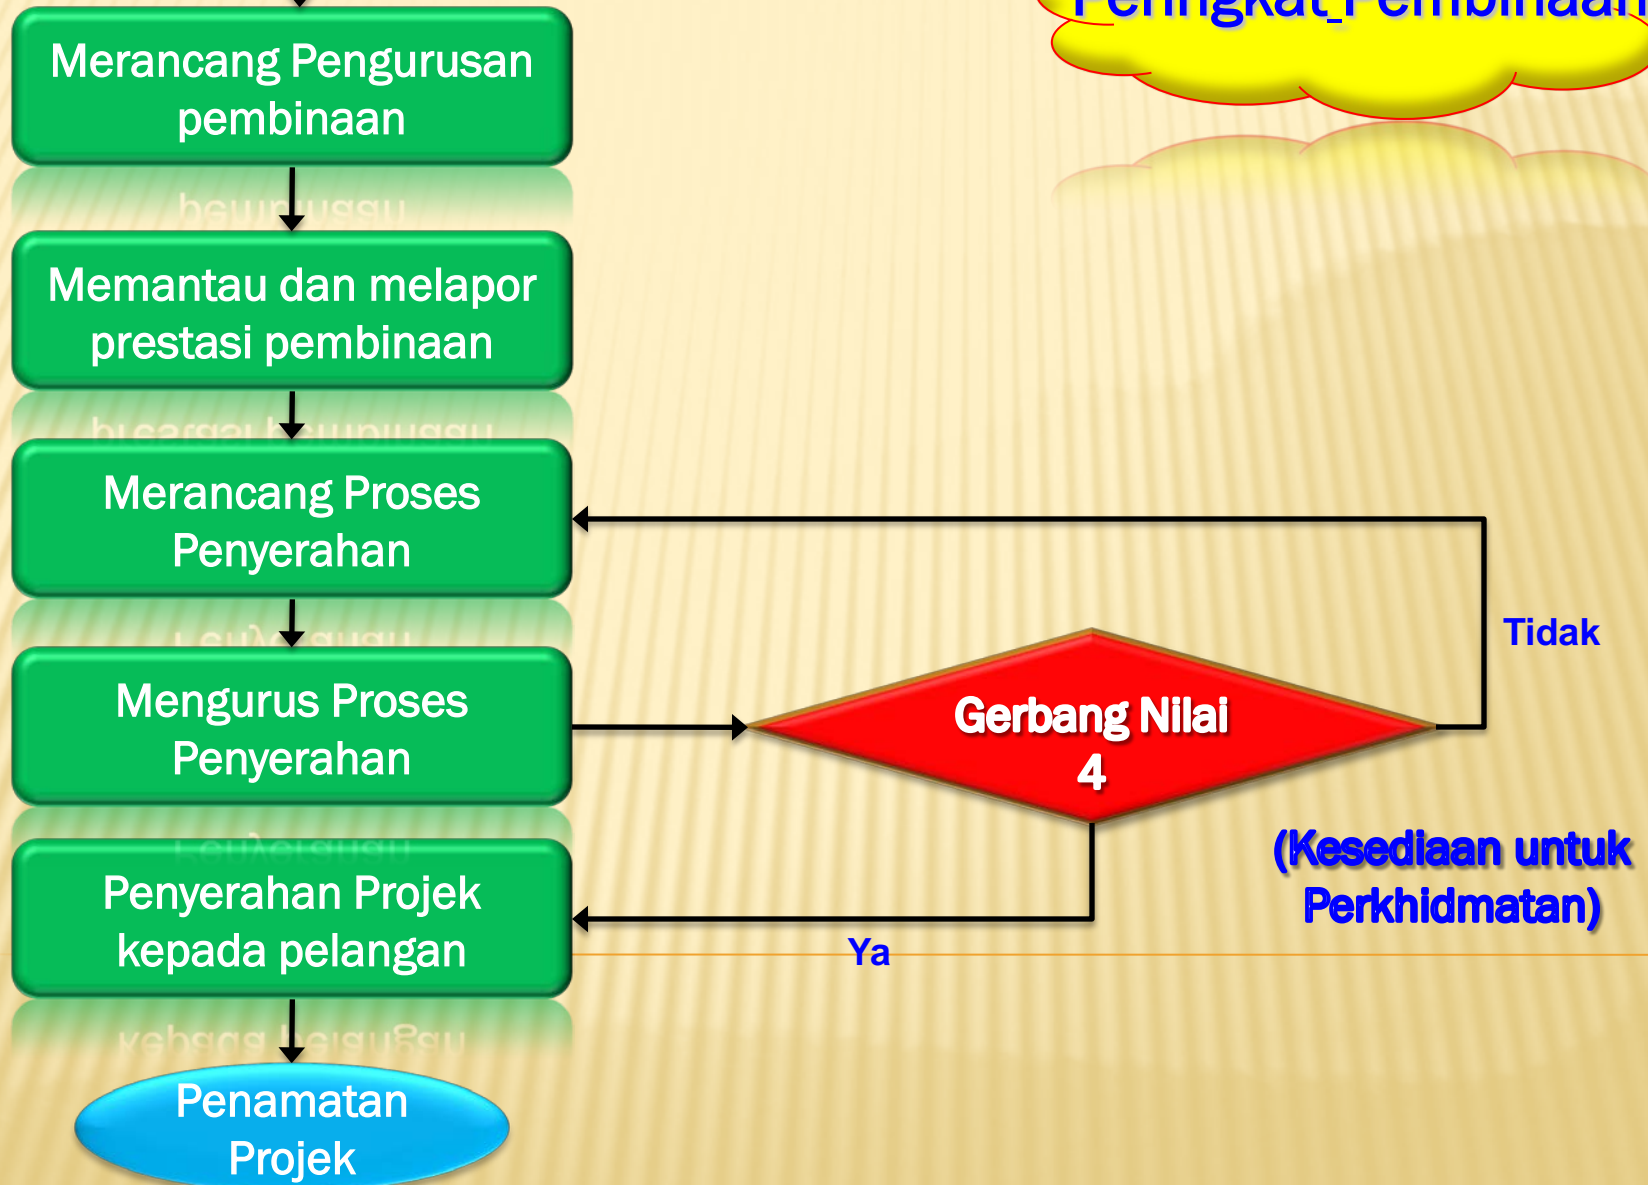 Peringkat Pembinaan
Merancang Pengurusan
pembinaan
Memantau dan melapor
prestasi pembinaan
Merancang Proses
Penyerahan
Tidak
Mengurus Proses
Penyerahan
Gerbang Nilai
4
(Kesediaan untuk
Perkhidmatan)
Penyerahan Projek
kepada pelangan
Ya
Penamatan
Projek